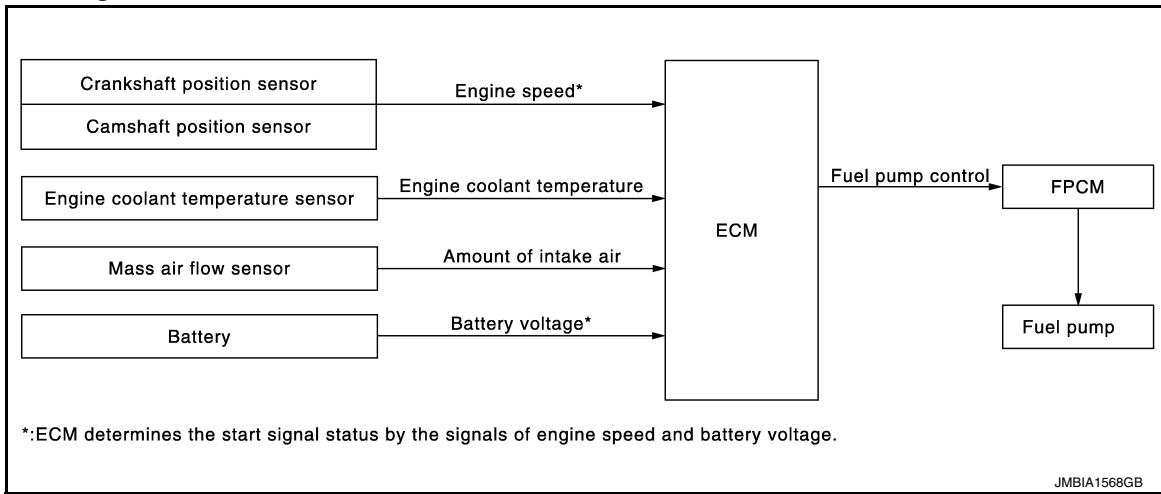 Crankshaft position sensor
Camshaft position sensor
Engine speed*
Engine coolant temperature sensor
Engine coolant temperature
Mass air flow sensor
Amount of intake air
Battery
Battery voltage*
ECM
Fuel pump control
FPCM
Fuel pump
*:ECM determines the start signal status by the signals of engine speed and battery voltage.
JMBIA1568GB